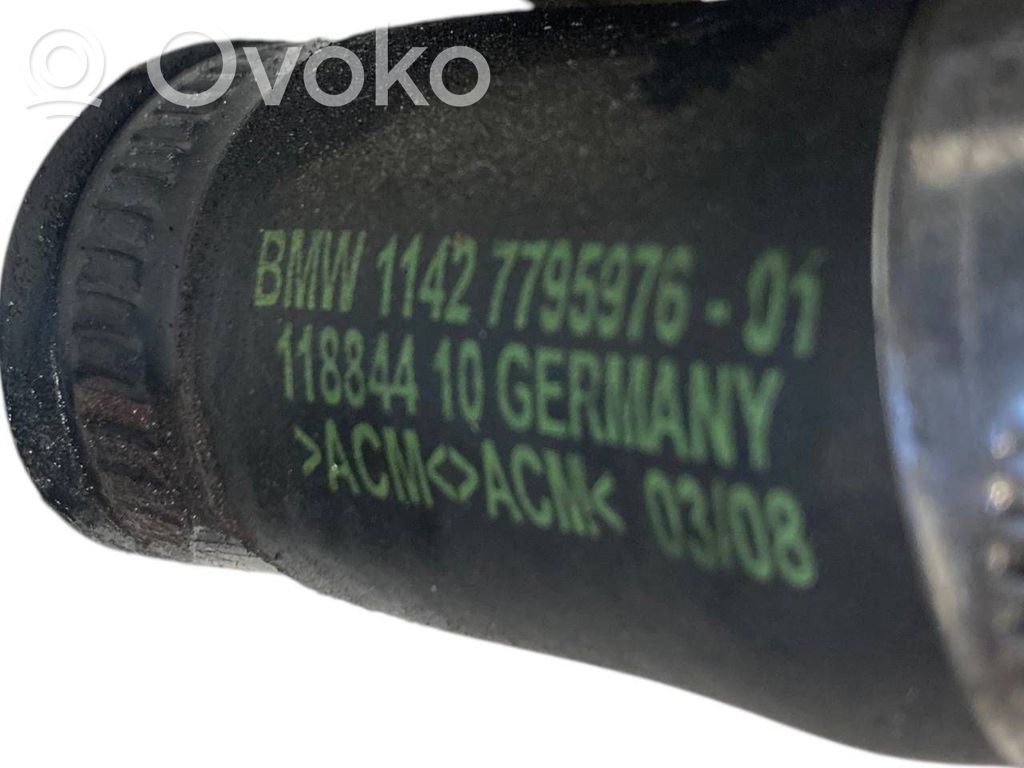 Ovoko
BMW 1142 7795976 - 01
118844 10 GERMANY
>ACM<>ACM< 03/08